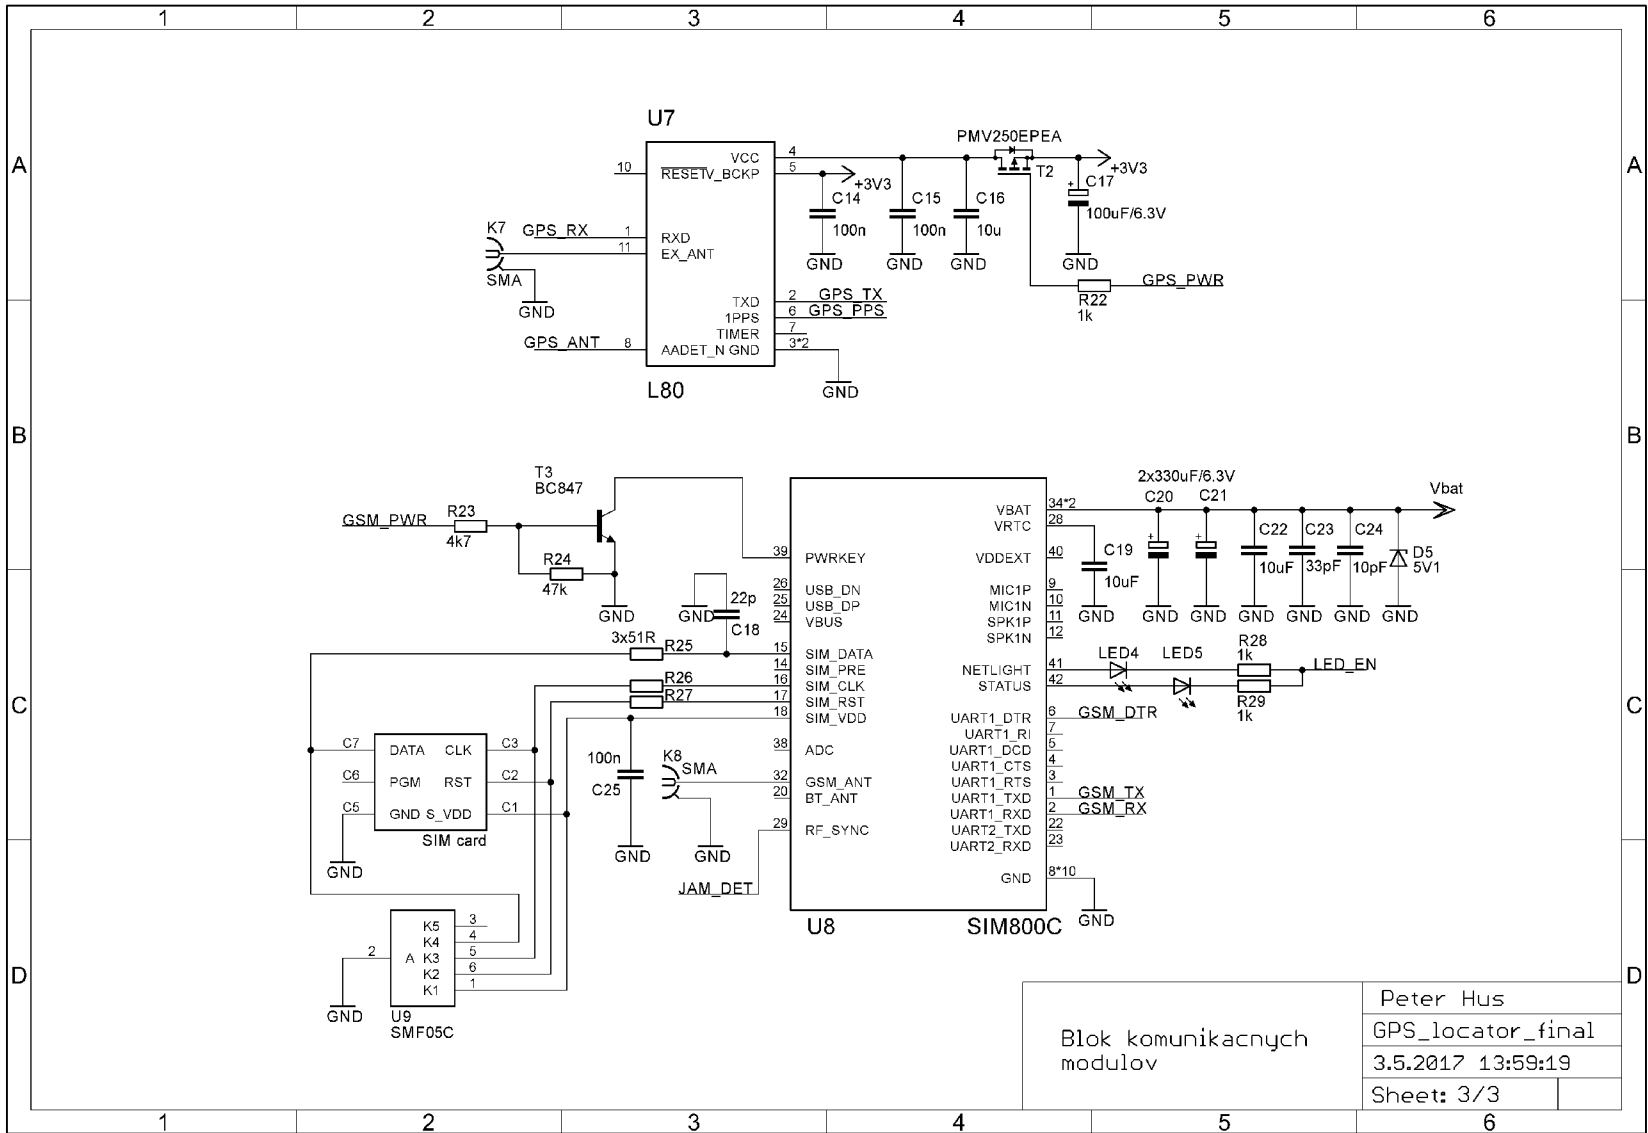 1 2 3 4 5 6
A A
B B
C C
D D
1 2 3 4 5 6
U7
VCC 4
10 RESET V_BCKP 5
GPS_RX 1 RXD
11 EX_ANT
K7
SMA
GND
TXD 2 GPS_TX
1PPS 6 GPS_PPS
TIMER 7
GPS_ANT 8 AADET_N GND 3*2
GND
L80
+3V3
C14
100n
GND
C15
100n
GND
C16
10u
GND
PMV250EPEA
T2
+3V3
C17
+
100uF/6.3V
GND
R22
1k
GPS_PWR
T3
BC847
GSM_PWR
R23
4k7
R24
47k
GND
GND
22p
C18
3x51R
R25
R26
R27
39 PWRKEY
26 USB_DN
25 USB_DP
24 VBUS
15 SIM_DATA
14 SIM_PRE
16 SIM_CLK
17 SIM_RST
18 SIM_VDD
38 ADC
32 GSM_ANT
20 BT_ANT
29 RF_SYNC
VBAT 34*2
VRTC 28
VDDEXT 40
MIC1P 9
MIC1N 10
SPK1P 11
SPK1N 12
NETLIGHT 41
STATUS 42
UART1_DTR 6 GSM_DTR
UART1_RI 7
UART1_DCD 5
UART1_CTS 4
UART1_RTS 3
UART1_TXD 1 GSM_TX
UART1_RXD 2 GSM_RX
UART2_TXD 22
UART2_RXD 23
GND 8*10
GND
U8
SIM800C
C19
10uF
GND
2x330uF/6.3V
C20
+
GND
C21
+
GND
C22
10uF
GND
C23
33pF
GND
C24
10pF
GND
D5
5V1
GND
Vbat
LED4
LED5
R28
1k
R29
1k
LED_EN
100n
C25
GND
K8
SMA
GND
JAM_DET
C7 DATA CLK C3
C6 PGM RST C2
C5 GND S_VDD C1
SIM card
GND
K5 3
K4 4
2 A K3 5
K2 6
K1 1
GND
U9
SMF05C
Blok komunikacnych
modulov
Peter Hus
GPS_locator_final
3.5.2017 13:59:19
Sheet: 3/3